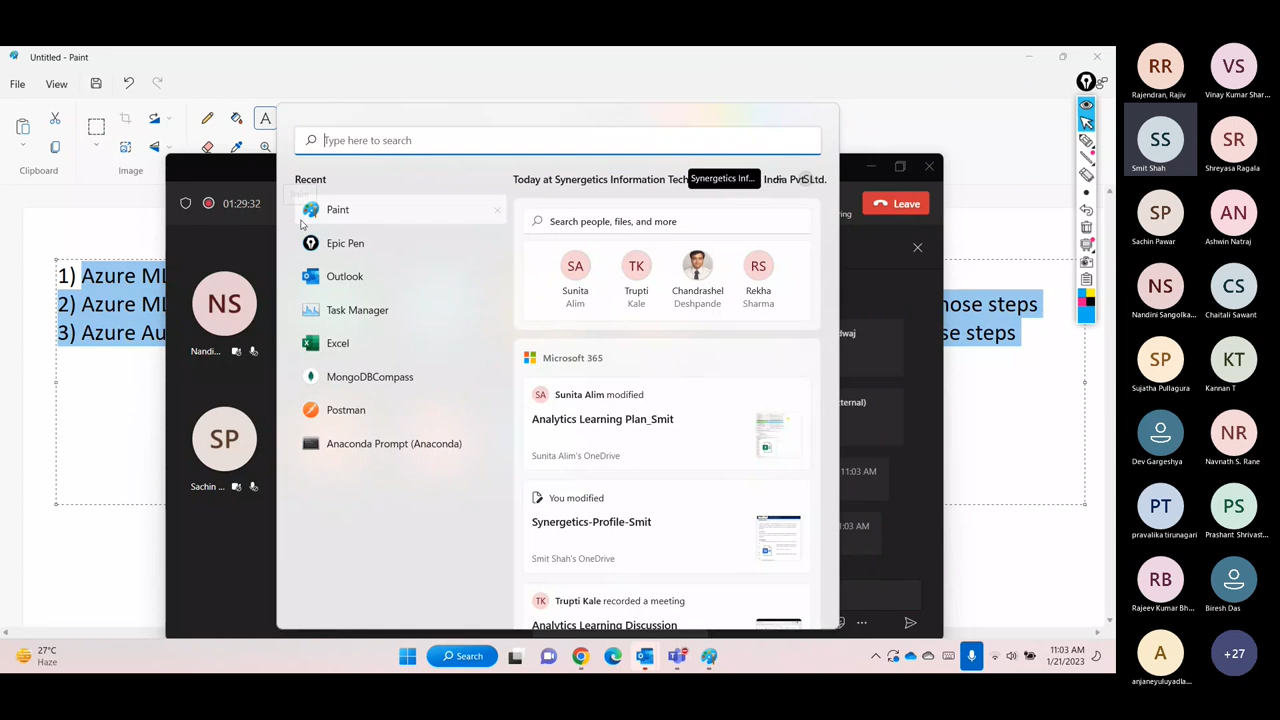 Untitled - Paint
File
View
Clipboard
Image
A
1) Azure ML
2) Azure ML
hose steps
3) Azure Au
se steps
01:29:32
Leave
NS
Nandi...
SP
Sachin ...
Type here to search
Recent
Paint
Epic Pen
Outlook
Task Manager
Excel
MongoDBCompass
Postman
Anaconda Prompt (Anaconda)
Today at Synergetics Information Tech
Synergetics Inf...
India Pvt. Ltd.
Search people, files, and more
SA
Sunita
Alim
TK
Trupti
Kale
Chandrashel
Deshpande
RS
Rekha
Sharma
Microsoft 365
SA
Sunita Alim modified
Analytics Learning Plan_Smit
Sunita Alim's OneDrive
You modified
Synergetics-Profile-Smit
Smit Shah's OneDrive
TK
Trupti Kale recorded a meeting
Analytics Learning Discussion
ring
waj
ternal)
11:03 AM
:03 AM
27°C
Haze
Search
11:03 AM
1/21/2023
RR
Rajendran, Rajiv
VS
Vinay Kumar Shar...
SS
Smit Shah
SR
Shreyasa Ragala
SP
Sachin Pawar
AN
Ashwin Natraj
NS
Nandini Sangolka...
CS
Chaitali Sawant
SP
Sujatha Pullagura
KT
Kannan T
Dev Gargeshya
NR
Navnath S. Rane
PT
pravalika tirunagari
PS
Prashant Shrivast...
RB
Rajeev Kumar Bh...
Biresh Das
A
anjaneyuluyadla...
+27